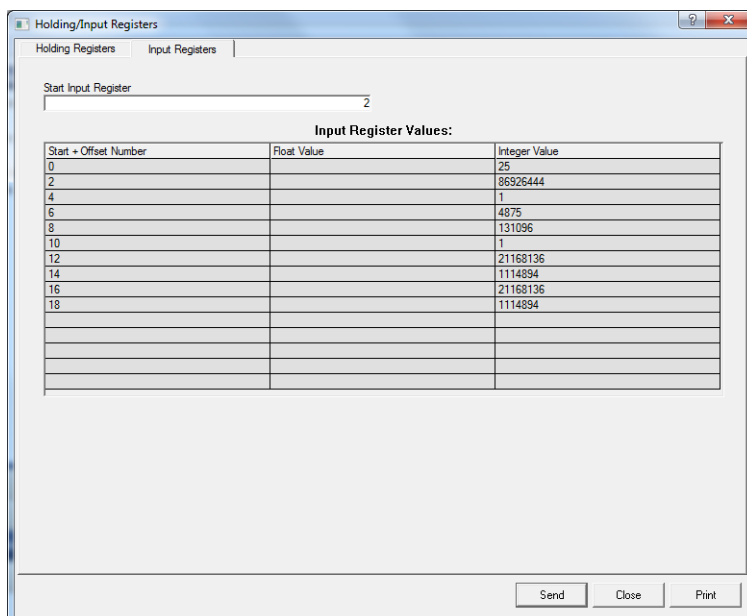 Holding/Input Registers
Holding Registers Input Registers
Start Input Register
2
Input Register Values:
Start + Offset Number Float Value Integer Value
0 25
2 86926444
4 1
6 4875
8 131096
10 1
12 21168136
14 1114894
16 21168136
18 1114894
Send Close Print